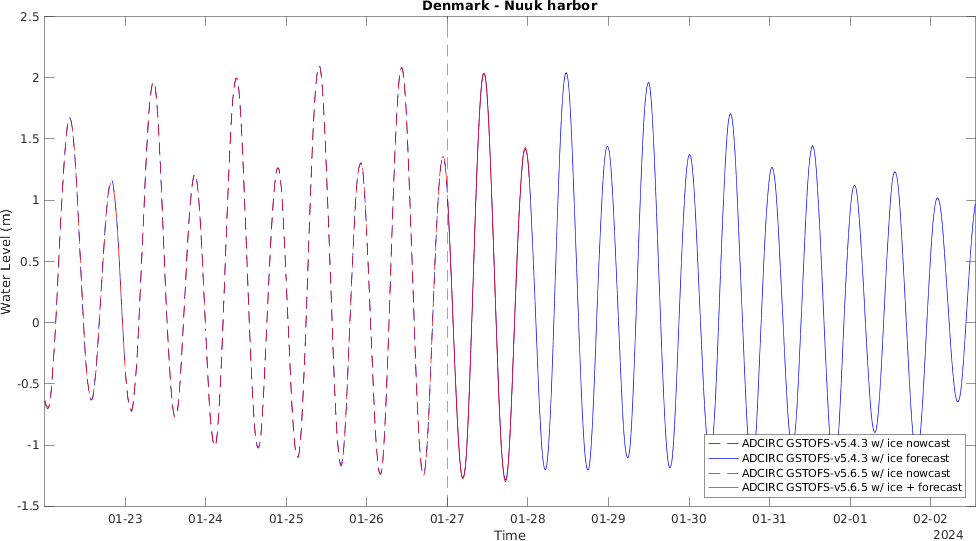 Denmark - Nuuk harbor
2.5
2
1.5
1
0.5
0
-0.5
-1
-1.5
Water Level (m)
ADCIRC GSTOFS-v5.4.3 w/ ice nowcast
ADCIRC GSTOFS-v5.4.3 w/ ice forecast
ADCIRC GSTOFS-v5.6.5 w/ ice nowcast
ADCIRC GSTOFS-v5.6.5 w/ ice + forecast
01-23 01-24 01-25 01-26 01-27 01-28 01-29 01-30 01-31 02-01 02-02
Time
2024